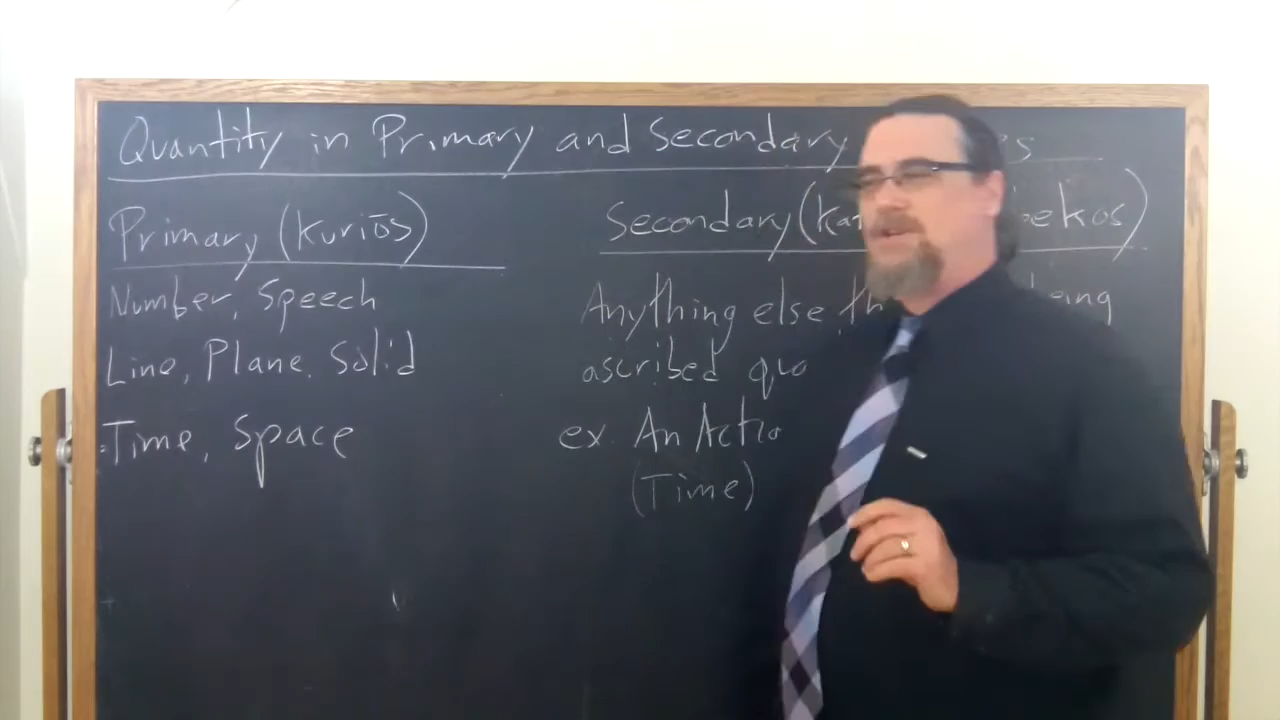 Quantity in Primary and Secondary
Primary (Kuriōs)
Secondary
Number, Speech
Line, Plane, Solid
Time, Space
Anything else
ascribed
ex. An
(Time)